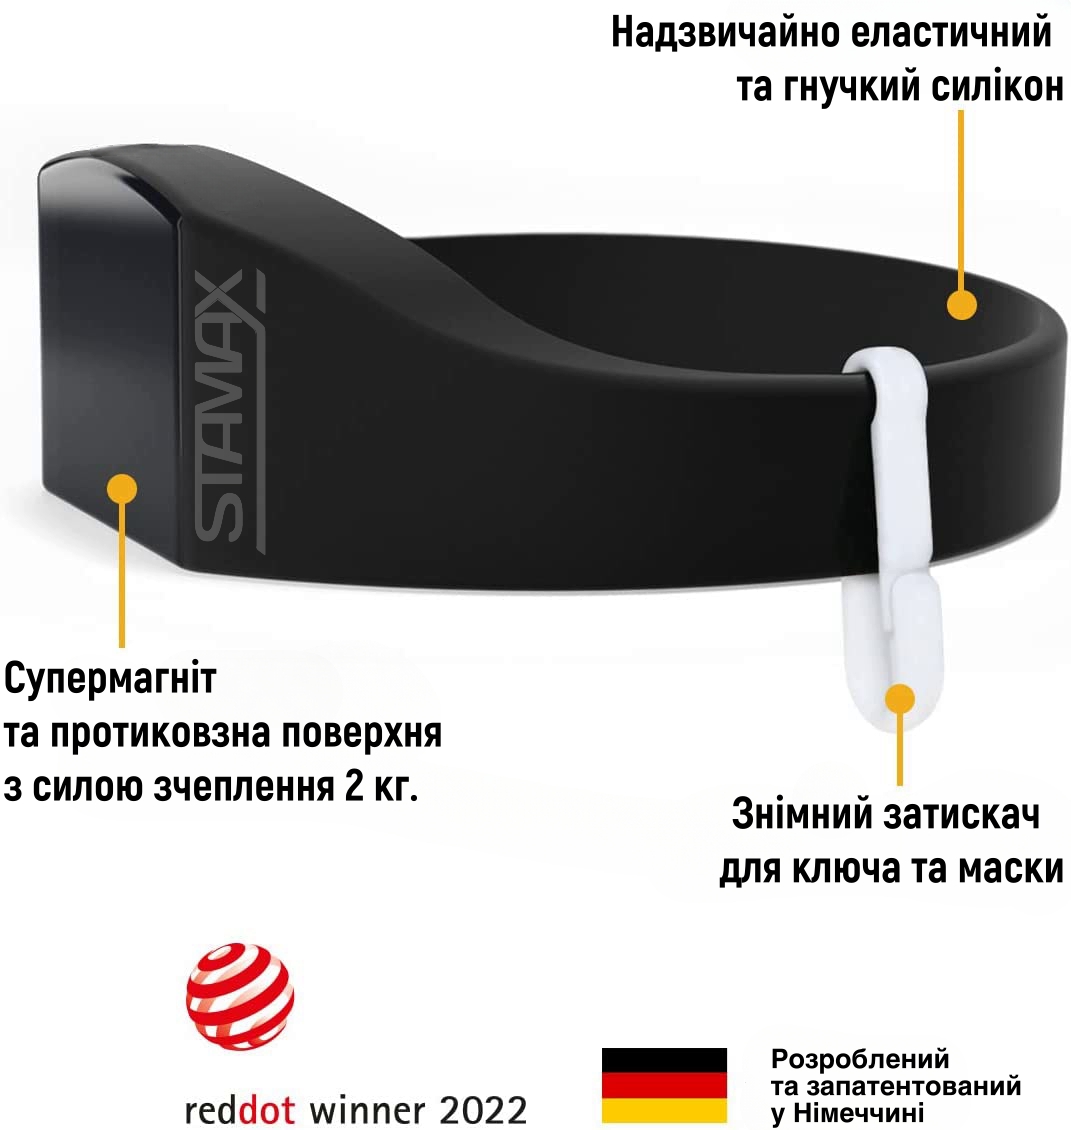 Надзвичайно еластичний
та гнучкий силікон
STAMAX
Супермагніт
та протиковзна поверхня
з силою зчеплення 2 кг.
Знімний затискач
для ключа та маски
reddot winner 2022
Розроблений
та запатентований
у Німеччині